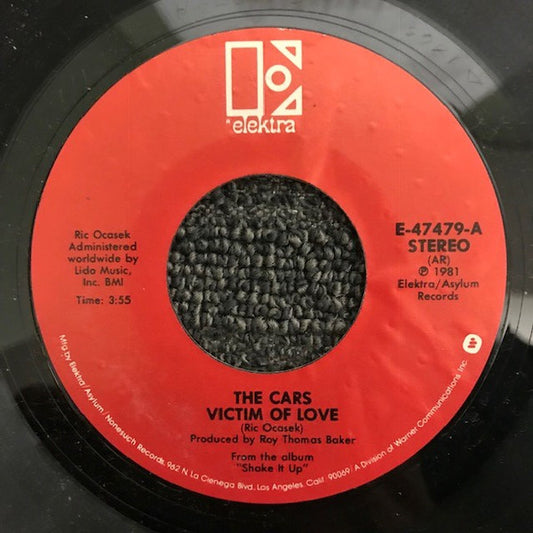 elektra
Ric Ocasek
Administered
worldwide by
Lido Music,
Inc. BMI
Time: 3:55
E-47479-A
STEREO
(AR)
℗ 1981
Elektra/Asylum
Records
THE CARS
VICTIM OF LOVE
(Ric Ocasek)
Produced by Roy Thomas Baker
From the album
"Shake It Up"
Mfg by Elektra/Asylum/Nonesuch Records, 962 N. La Cienega Blvd. Los Angeles, Calif. 90069/A Division of Warner Communications Inc.